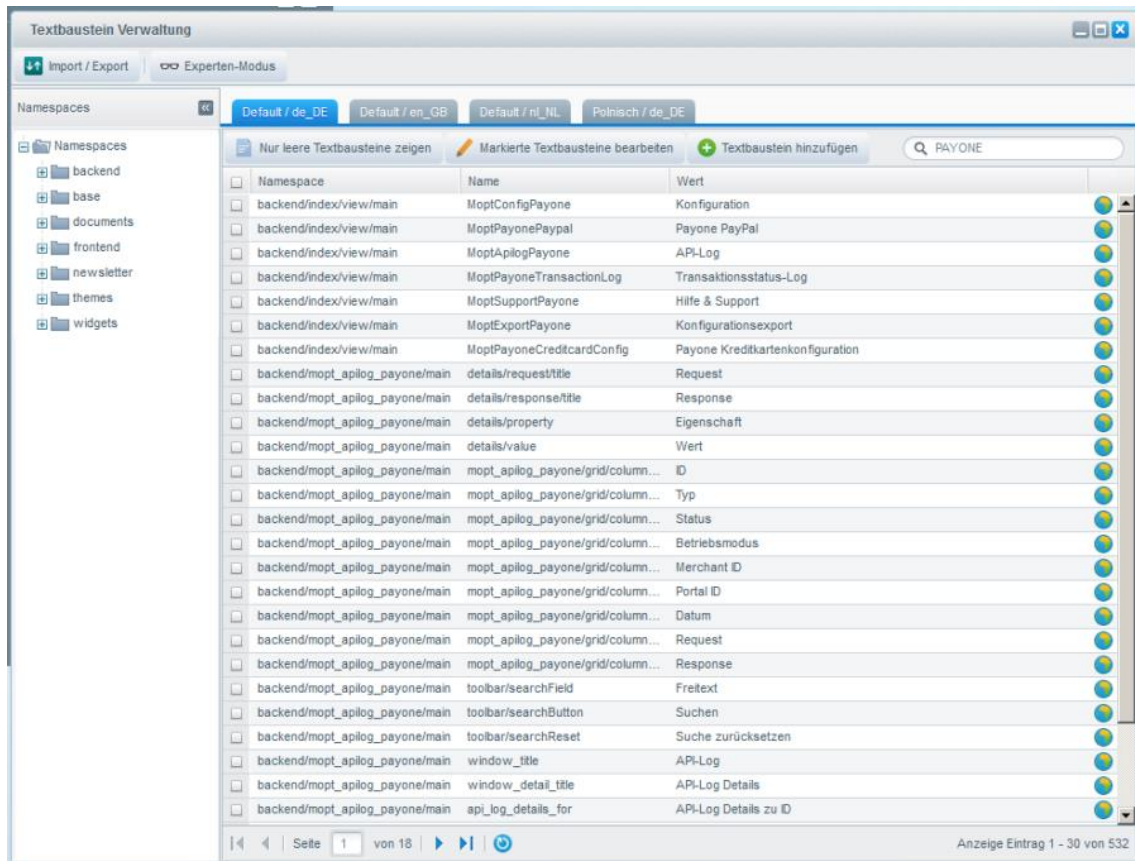 Textbaustein Verwaltung
Import / Export Experten-Modus
Namespaces
Default / de_DE Default / en_GB Default / nl_NL Polnisch / de_DE
Namespaces
backend
base
documents
frontend
newsletter
themes
widgets
Nur leere Textbausteine zeigen Markierte Textbausteine bearbeiten Textbaustein hinzufügen PAYONE
Namespace Name Wert
backend/index/view/main MoptConfigPayone Konfiguration
backend/index/view/main MoptPayonePaypal Payone PayPal
backend/index/view/main MoptApilogPayone API-Log
backend/index/view/main MoptPayoneTransactionLog Transaktionsstatus-Log
backend/index/view/main MoptSupportPayone Hilfe & Support
backend/index/view/main MoptExportPayone Konfigurationsexport
backend/index/view/main MoptPayoneCreditcardConfig Payone Kreditkartenkonfiguration
backend/mopt_apilog_payone/main details/request/title Request
backend/mopt_apilog_payone/main details/response/title Response
backend/mopt_apilog_payone/main details/property Eigenschaft
backend/mopt_apilog_payone/main details/value Wert
backend/mopt_apilog_payone/main mopt_apilog_payone/grid/column... ID
backend/mopt_apilog_payone/main mopt_apilog_payone/grid/column... Typ
backend/mopt_apilog_payone/main mopt_apilog_payone/grid/column... Status
backend/mopt_apilog_payone/main mopt_apilog_payone/grid/column... Betriebsmodus
backend/mopt_apilog_payone/main mopt_apilog_payone/grid/column... Merchant ID
backend/mopt_apilog_payone/main mopt_apilog_payone/grid/column... Portal ID
backend/mopt_apilog_payone/main mopt_apilog_payone/grid/column... Datum
backend/mopt_apilog_payone/main mopt_apilog_payone/grid/column... Request
backend/mopt_apilog_payone/main mopt_apilog_payone/grid/column... Response
backend/mopt_apilog_payone/main toolbar/searchField Freitext
backend/mopt_apilog_payone/main toolbar/searchButton Suchen
backend/mopt_apilog_payone/main toolbar/searchReset Suche zurücksetzen
backend/mopt_apilog_payone/main window_title API-Log
backend/mopt_apilog_payone/main window_detail_title API-Log Details
backend/mopt_apilog_payone/main api_log_details_for API-Log Details zu ID
Seite 1 von 18 Anzeige Eintrag 1 - 30 von 532